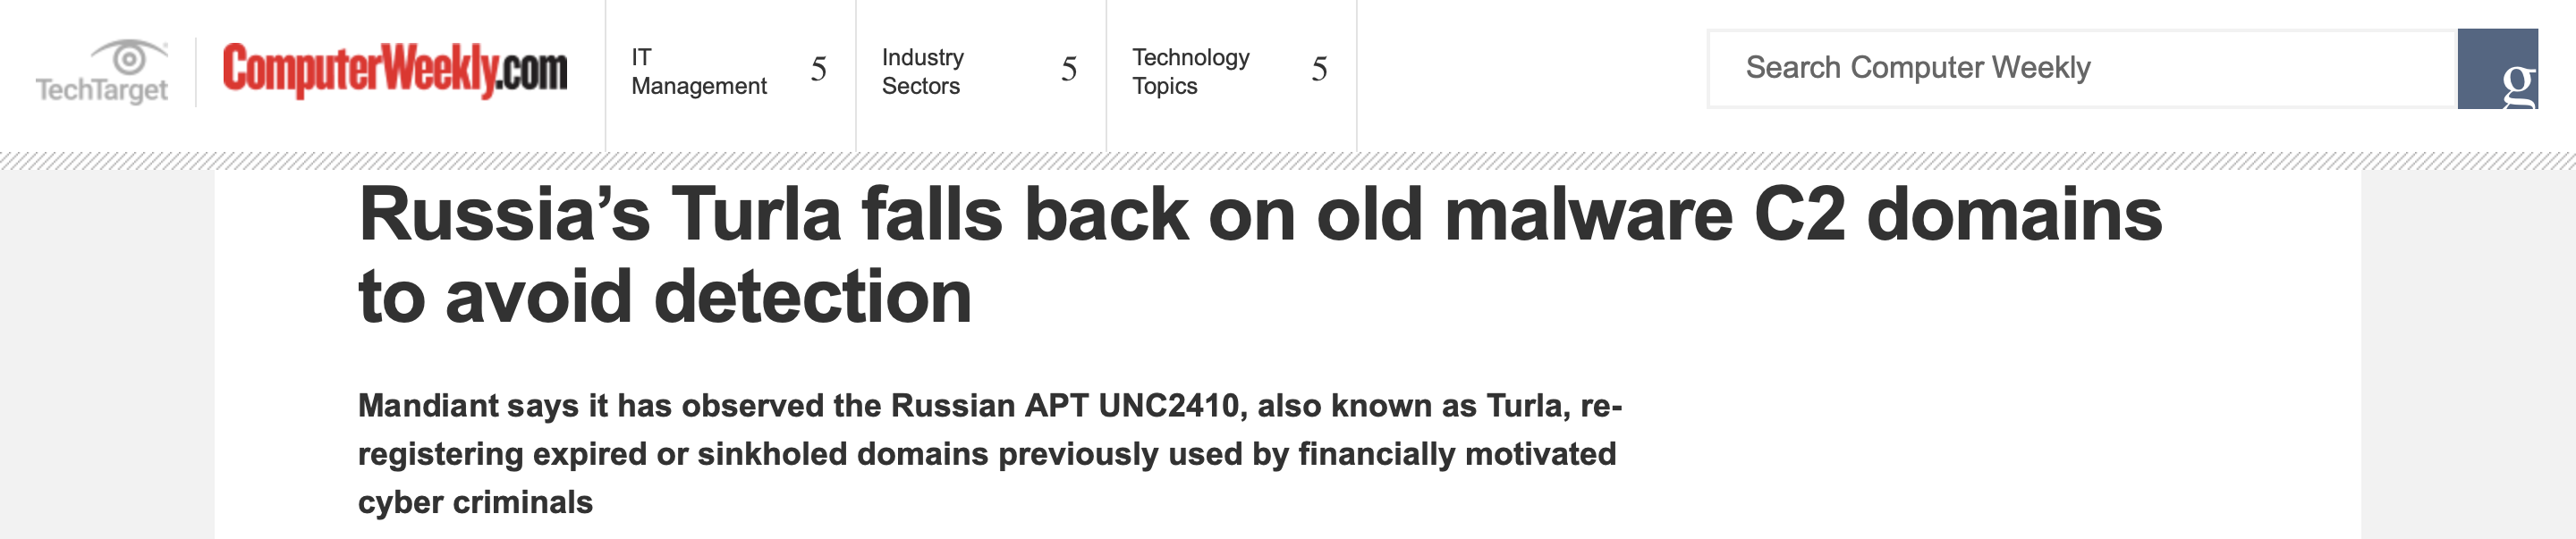 TechTarget
ComputerWeekly.com
IT
Management
5
Industry
Sectors
5
Technology
Topics
5
Search Computer Weekly
g
Russia’s Turla falls back on old malware C2 domains
to avoid detection
Mandiant says it has observed the Russian APT UNC2410, also known as Turla, re-
registering expired or sinkholed domains previously used by financially motivated
cyber criminals